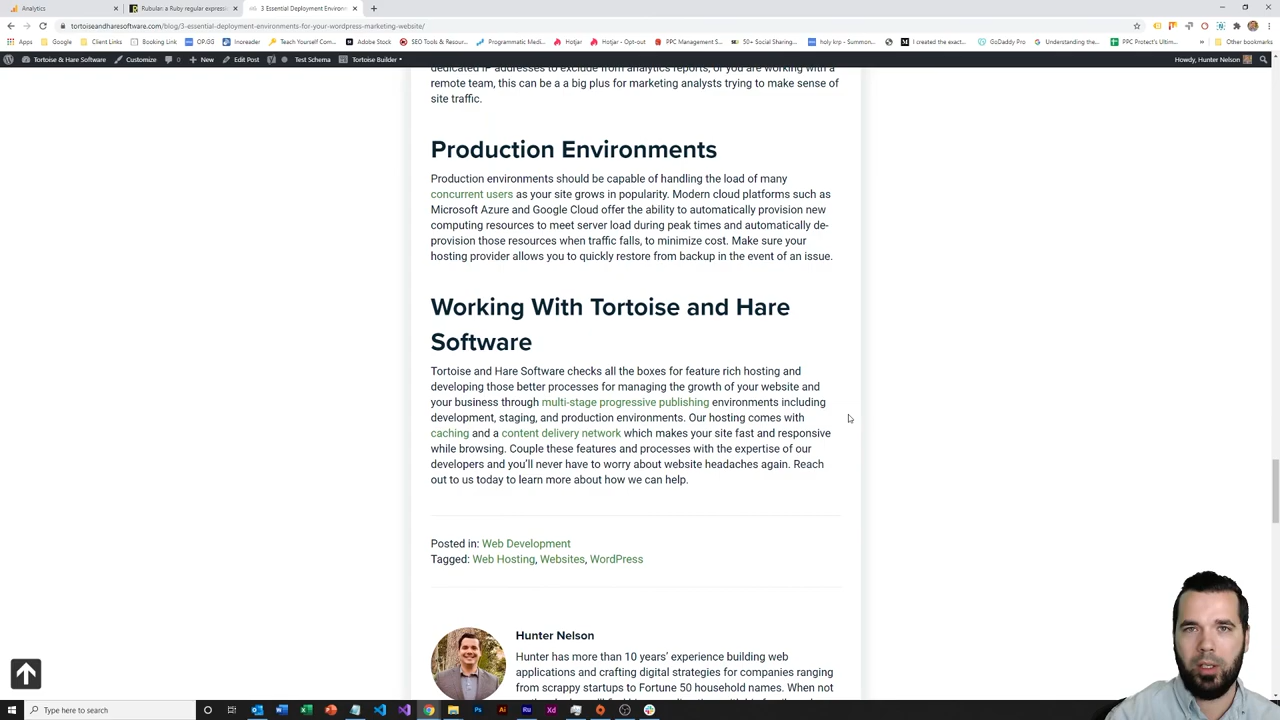 Analytics
Rubular: a Ruby regular express
3 Essential Deployment Environm
tortoiseandharesoftware.com/blog/3-essential-deployment-environments-for-your-wordpress-marketing-website/
Apps
Google
Client Links
Booking Link
OP.GG
Inoreader
Teach Yourself Com...
Adobe Stock
SEO Tools & Resour...
Programmatic Medi...
Hotjar
Hotjar - Opt-out
PPC Management S...
50+ Social Sharing...
holy krp - Summon...
I created the exact...
GoDaddy Pro
Understanding the...
PPC Protect's Ultim...
»
Other bookmarks
Tortoise & Hare Software
Customize
0
New
Edit Post
Test Schema
Tortoise Builder
Howdy, Hunter Nelson
dedicated IP addresses to exclude from analytics reports, or you are working with a
remote team, this can be a a big plus for marketing analysts trying to make sense of
site traffic.
Production Environments
Production environments should be capable of handling the load of many
concurrent users as your site grows in popularity. Modern cloud platforms such as
Microsoft Azure and Google Cloud offer the ability to automatically provision new
computing resources to meet server load during peak times and automatically de-
provision those resources when traffic falls, to minimize cost. Make sure your
hosting provider allows you to quickly restore from backup in the event of an issue.
Working With Tortoise and Hare
Software
Tortoise and Hare Software checks all the boxes for feature rich hosting and
developing those better processes for managing the growth of your website and
your business through multi-stage progressive publishing environments including
development, staging, and production environments. Our hosting comes with
caching and a content delivery network which makes your site fast and responsive
while browsing. Couple these features and processes with the expertise of our
developers and you'll never have to worry about website headaches again. Reach
out to us today to learn more about how we can help.
Posted in: Web Development
Tagged: Web Hosting, Websites, WordPress
Hunter Nelson
Hunter has more than 10 years' experience building web
applications and crafting digital strategies for companies ranging
from scrappy startups to Fortune 50 household names. When not
Type here to search